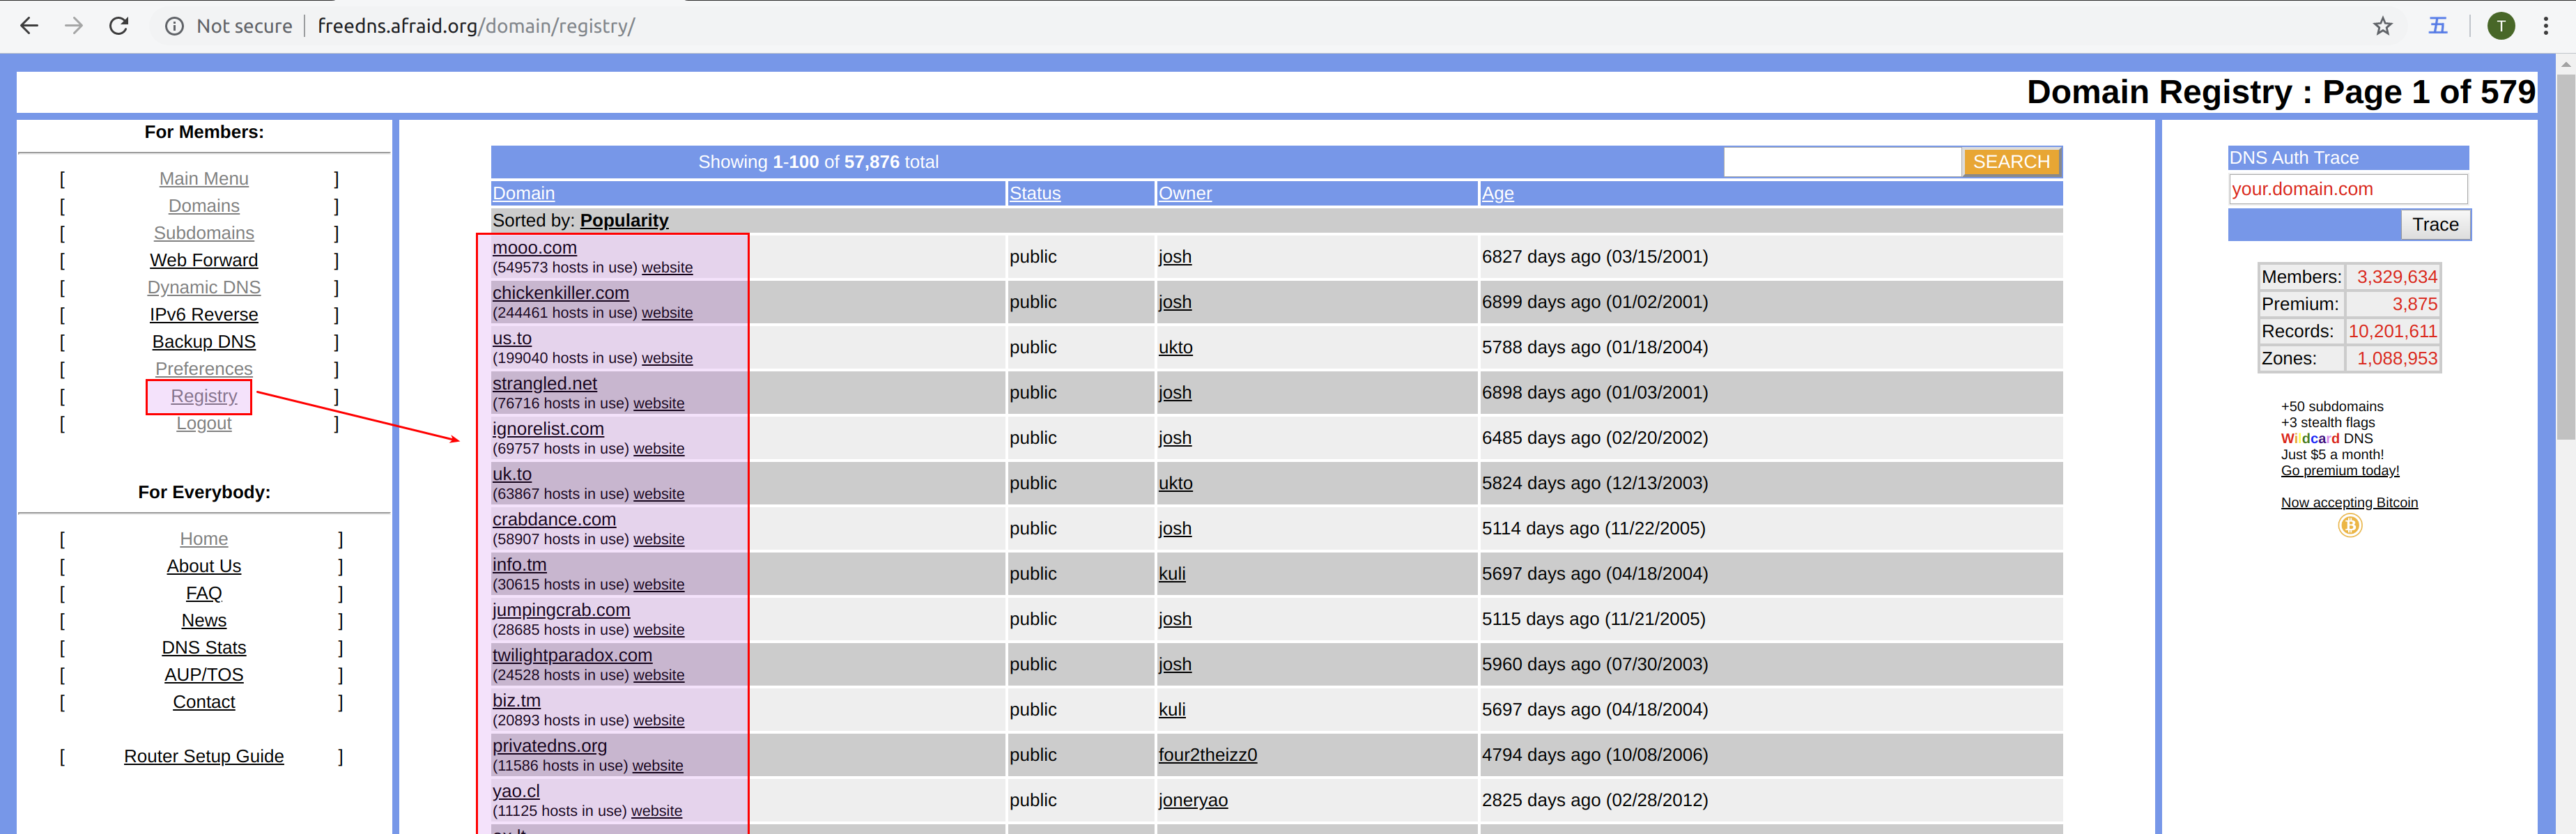 Not secure | freedns.afraid.org/domain/registry/
五
T
Domain Registry : Page 1 of 579
For Members:
[ Main Menu ]
[ Domains ]
[ Subdomains ]
[ Web Forward ]
[ Dynamic DNS ]
[ IPv6 Reverse ]
[ Backup DNS ]
[ Preferences ]
[ Registry ]
[ Logout ]
For Everybody:
[ Home ]
[ About Us ]
[ FAQ ]
[ News ]
[ DNS Stats ]
[ AUP/TOS ]
[ Contact ]
[ Router Setup Guide ]
Showing 1-100 of 57,876 total SEARCH
Domain Status Owner Age
Sorted by: Popularity
mooo.com
(549573 hosts in use) website public josh 6827 days ago (03/15/2001)
chickenkiller.com
(244461 hosts in use) website public josh 6899 days ago (01/02/2001)
us.to
(199040 hosts in use) website public ukto 5788 days ago (01/18/2004)
strangled.net
(76716 hosts in use) website public josh 6898 days ago (01/03/2001)
ignorelist.com
(69757 hosts in use) website public josh 6485 days ago (02/20/2002)
uk.to
(63867 hosts in use) website public ukto 5824 days ago (12/13/2003)
crabdance.com
(58907 hosts in use) website public josh 5114 days ago (11/22/2005)
info.tm
(30615 hosts in use) website public kuli 5697 days ago (04/18/2004)
jumpingcrab.com
(28685 hosts in use) website public josh 5115 days ago (11/21/2005)
twilightparadox.com
(24528 hosts in use) website public josh 5960 days ago (07/30/2003)
biz.tm
(20893 hosts in use) website public kuli 5697 days ago (04/18/2004)
privatedns.org
(11586 hosts in use) website public four2theizz0 4794 days ago (10/08/2006)
yao.cl
(11125 hosts in use) website public joneryao 2825 days ago (02/28/2012)
DNS Auth Trace
your.domain.com
Trace
Members: 3,329,634
Premium: 3,875
Records: 10,201,611
Zones: 1,088,953
+50 subdomains
+3 stealth flags
Wildcard DNS
Just $5 a month!
Go premium today!
Now accepting Bitcoin